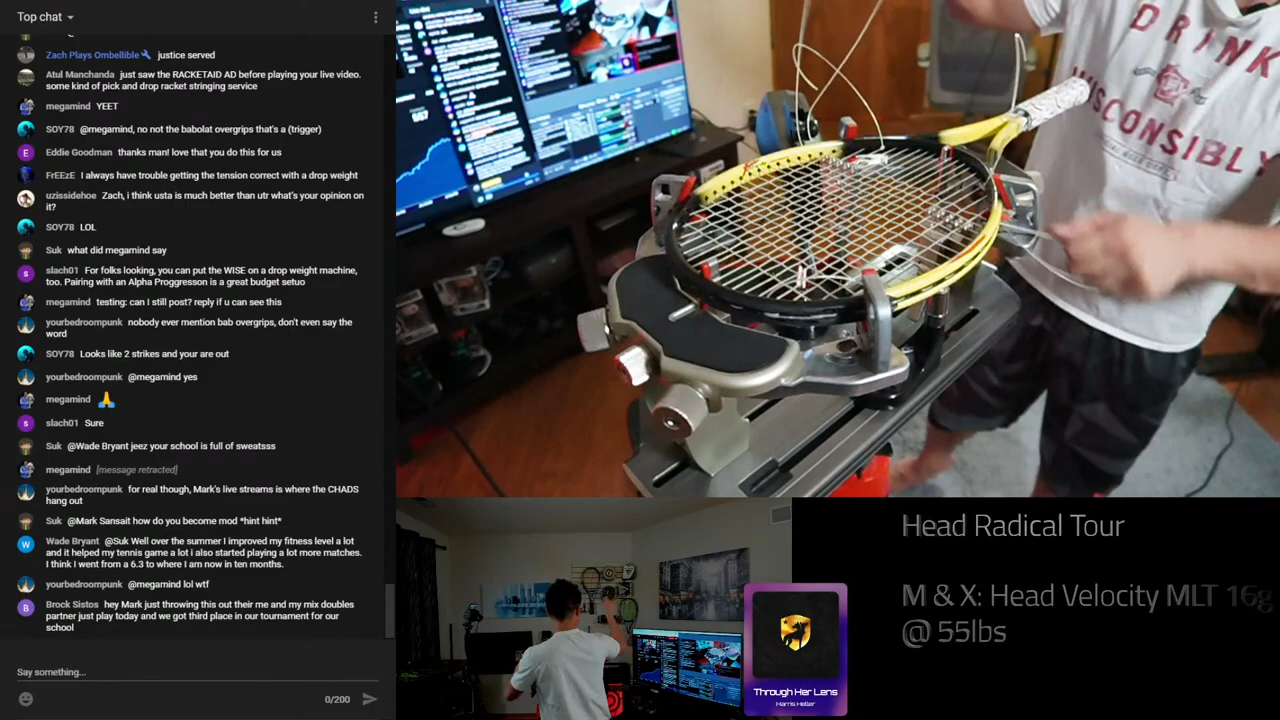 Top chat
Zach Plays Ombellible justice served
Atul Manchanda just saw the RACKETAID AD before playing your live video.
some kind of pick and drop racket stringing service
megamind YEET
SOY78 @megamind, no not the babolat overgrips that's a (trigger)
Eddie Goodman thanks man! love that you do this for us
FrEEzE I always have trouble getting the tension correct with a drop weight
uzissidehoe Zach, i think usta is much better than utr what's your opinion on
it?
SOY78 LOL
Suk what did megamind say
slach01 For folks looking, you can put the WISE on a drop weight machine,
too. Pairing with an Alpha Proggresson is a great budget setuo
megamind testing: can I still post? reply if u can see this
yourbedroompunk nobody ever mention bab overgrips, don't even say the
word
SOY78 Looks like 2 strikes and your are out
yourbedroompunk @megamind yes
megamind 🙏
slach01 Sure
Suk @Wade Bryant jeez your school is full of sweatsss
megamind [message retracted]
yourbedroompunk for real though, Mark's live streams is where the CHADS
hang out
Suk @Mark Sansait how do you become mod *hint hint*
Wade Bryant @Suk Well over the summer I improved my fitness level a lot
and it helped my tennis game a lot i also started playing a lot more matches.
I think I went from a 6.3 to where I am now in ten months.
yourbedroompunk @megamind lol wtf
Brock Sistos hey Mark just throwing this out their me and my mix doubles
partner just play today and we got third place in our tournament for our
school
Say something...
0/200
DRINK
WISCONSIBLY
Head Radical Tour
M & X: Head Velocity MLT 16g
@ 55lbs
Through Her Lens
Harris Heller